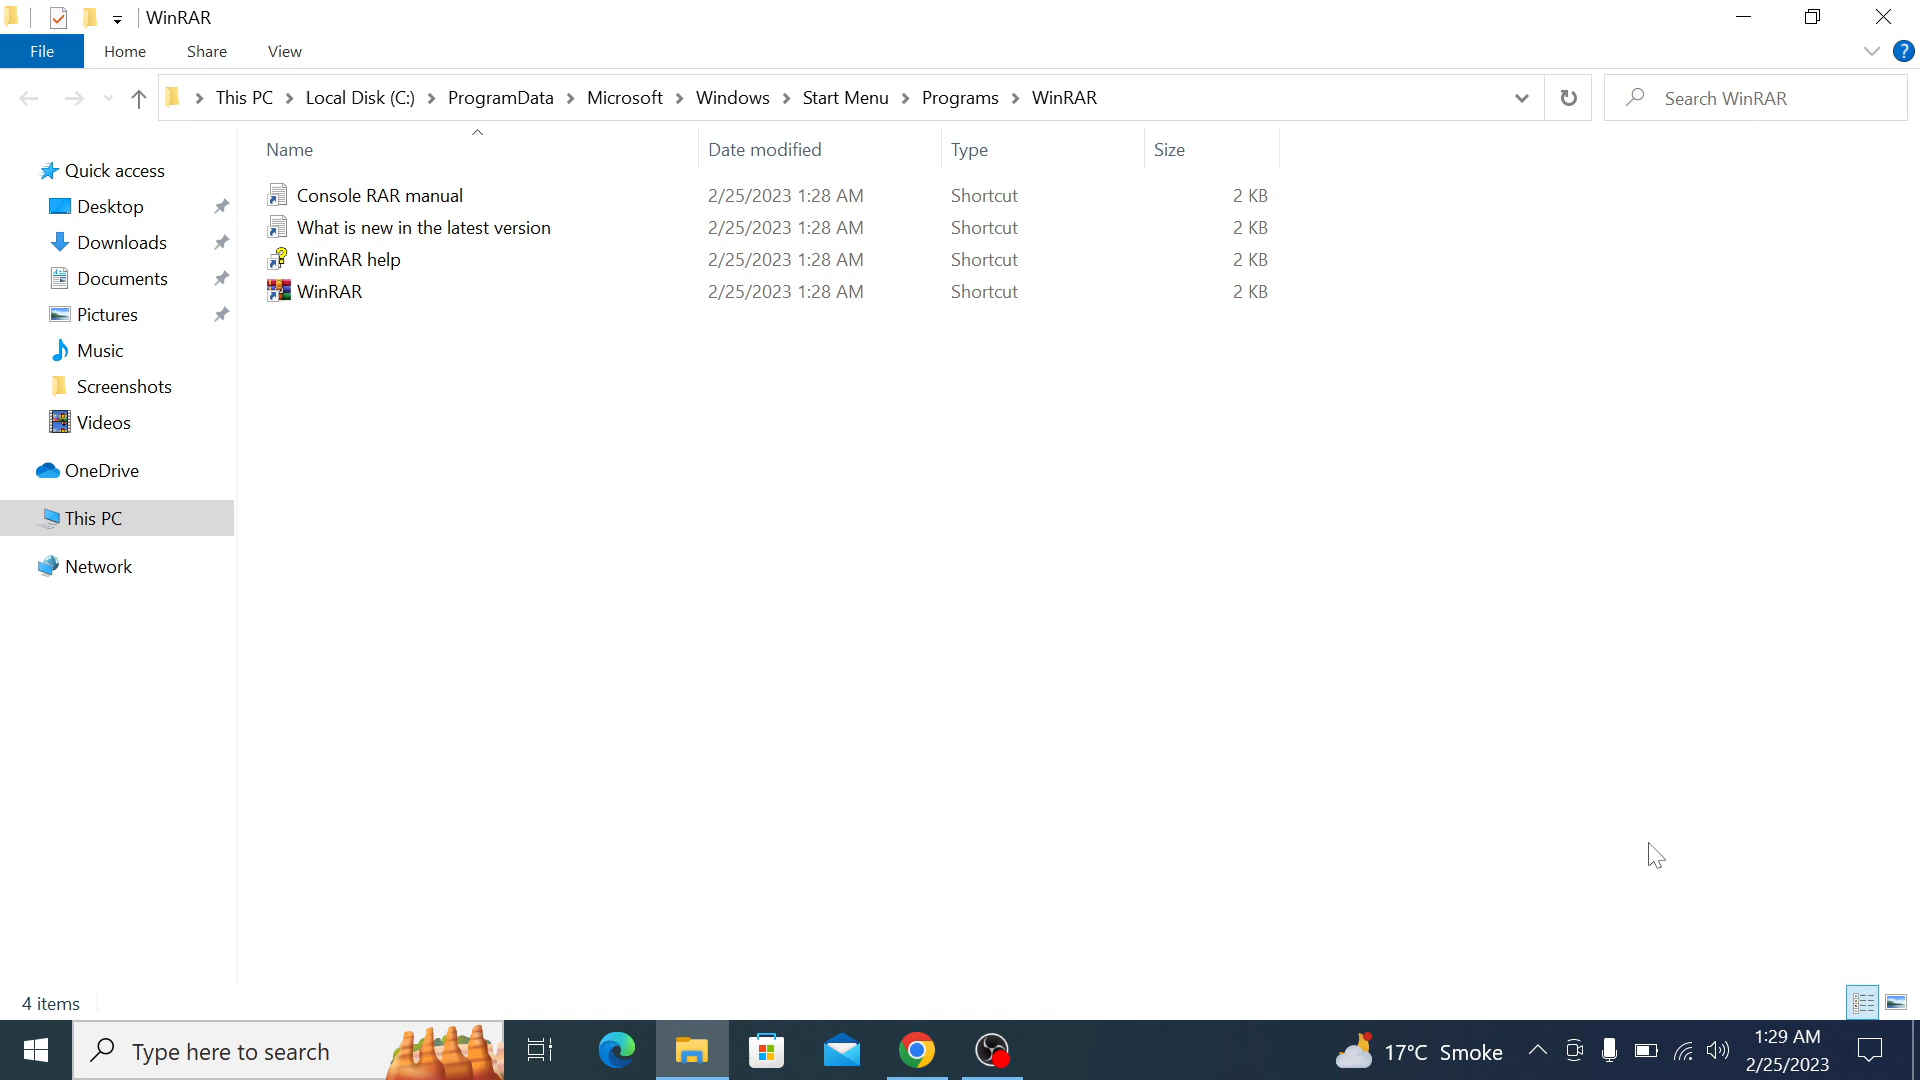 WinRAR
File Home Share View
This PC Local Disk (C:) ProgramData Microsoft Windows Start Menu Programs WinRAR
Search WinRAR
Name Date modified Type Size
Quick access
Desktop
Downloads
Documents
Pictures
Music
Screenshots
Videos
OneDrive
This PC
Network
Console RAR manual 2/25/2023 1:28 AM Shortcut 2 KB
What is new in the latest version 2/25/2023 1:28 AM Shortcut 2 KB
WinRAR help 2/25/2023 1:28 AM Shortcut 2 KB
WinRAR 2/25/2023 1:28 AM Shortcut 2 KB
4 items
Type here to search
17°C Smoke
1:29 AM
2/25/2023